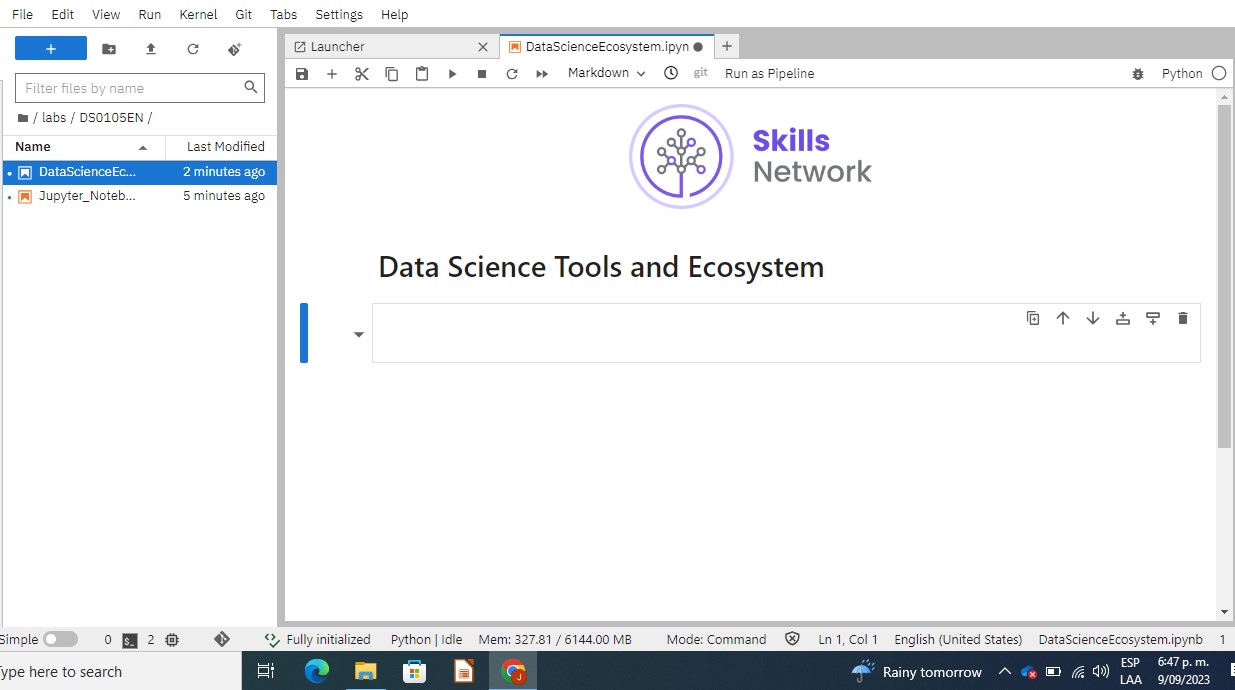 File Edit View Run Kernel Git Tabs Settings Help
Launcher
DataScienceEcosystem.ipyn
Markdown
git
Run as Pipeline
Python
Filter files by name
/ labs / DS0105EN /
Name Last Modified
DataScienceEc... 2 minutes ago
Jupyter_Noteb... 5 minutes ago
Skills
Network
Data Science Tools and Ecosystem
Simple 0 $_ 2 Fully initialized Python | Idle Mem: 327.81 / 6144.00 MB Mode: Command Ln 1, Col 1 English (United States) DataScienceEcosystem.ipynb 1
ype here to search
J
Rainy tomorrow
ESP
LAA
6:47 p. m.
9/09/2023